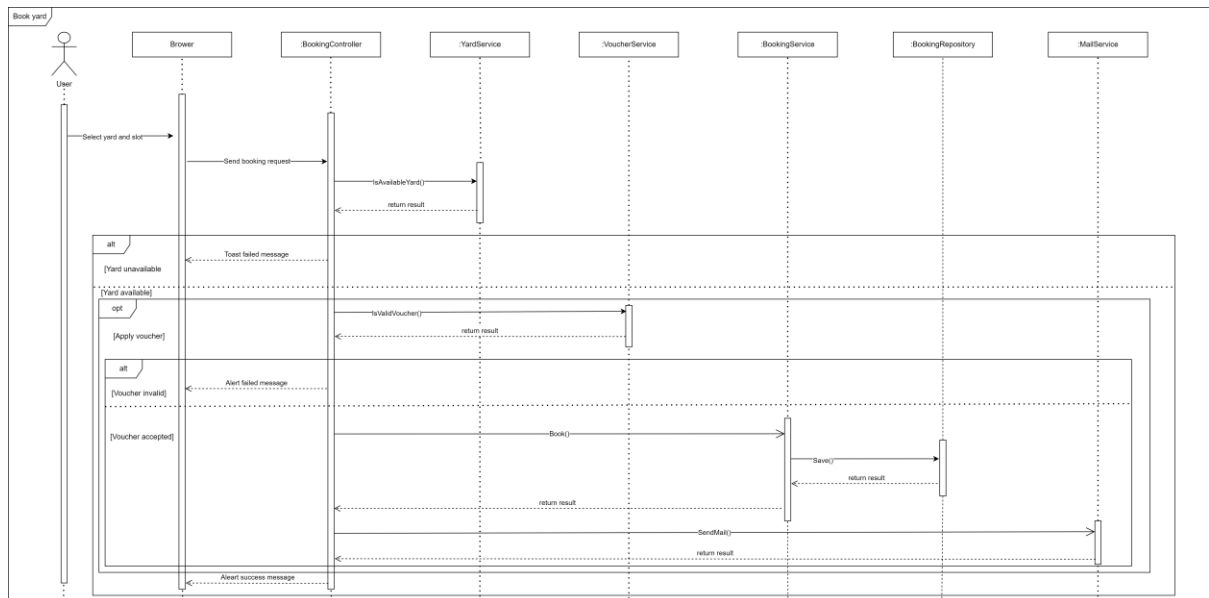 Book yard
Brower
:BookingController
:YardService
:VoucherService
:BookingService
:BookingRepository
:MailService
User
Select yard and slot
Send booking request
IsAvailableYard()
return result
alt
Toast failed message
[Yard unavailable
[Yard available]
opt
IsValidVoucher()
[Apply voucher]
return result
alt
Alert failed message
[Voucher invalid]
[Voucher accepted]
Book()
Save()
return result
return result
SendMail()
return result
Aleart success message